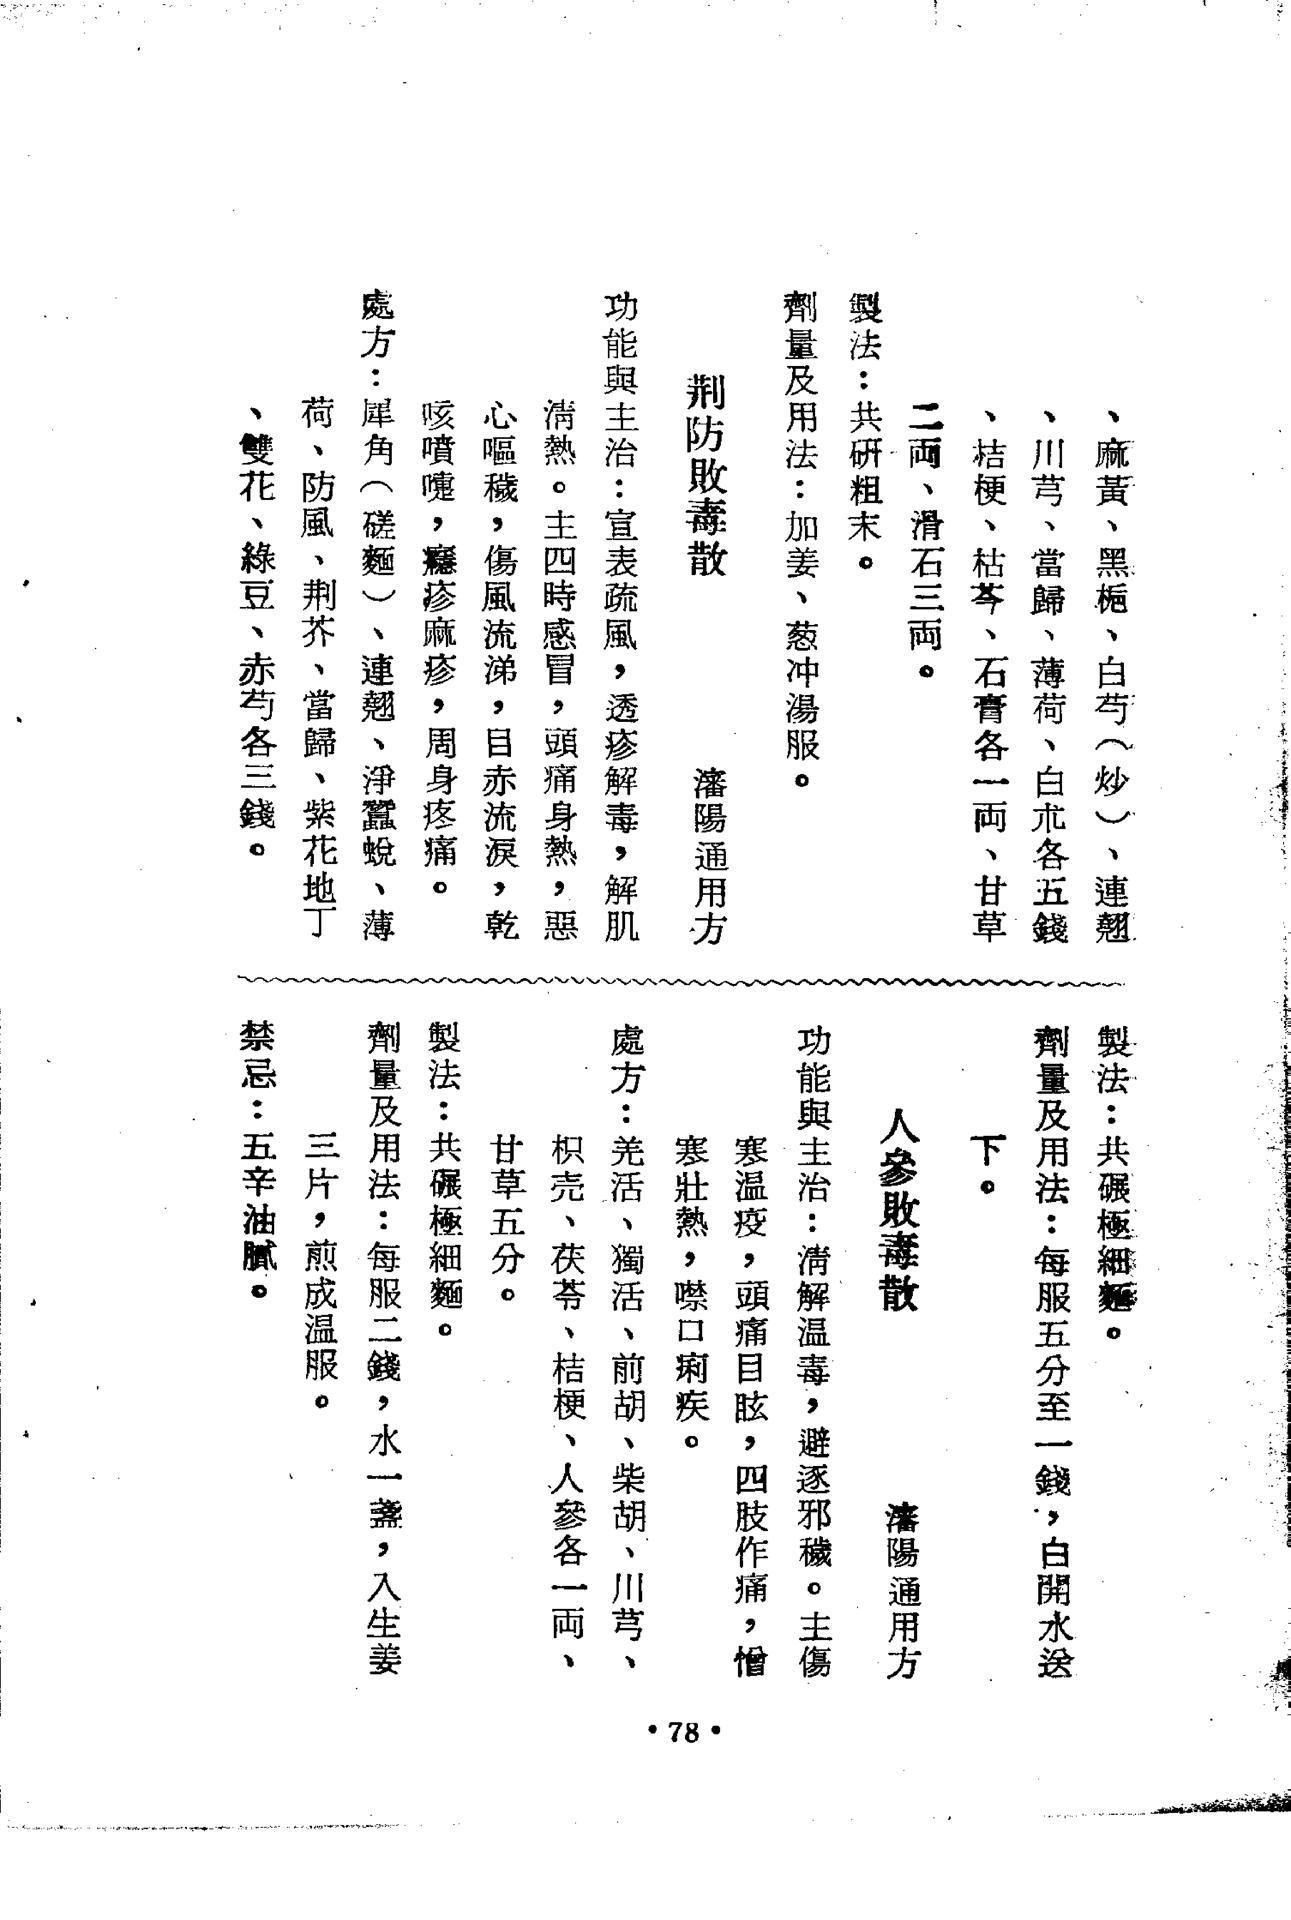 、麻黃、黑梔、白芍（炒）、連翹
、川芎、當歸、薄荷、白朮各五錢
、桔梗、枯芩、石膏各一両、甘草
二両、滑石三両。
製法：共研粗末。
劑量及用法：加姜、葱冲湯服。
荆防敗毒散　瀋陽通用方
功能與主治：宣表疏風，透疹解毒，解肌
清熱。主四時感冒，頭痛身熱，惡
心嘔穢，傷風流涕，目赤流淚，乾
咳噴嚏，癮疹麻疹，周身疼痛。
處方：犀角（磋麵）、連翹、淨蠶蛻、薄
荷、防風、荆芥、當歸、紫花地丁
、雙花、綠豆、赤芍各三錢。
製法：共碾極細麵。
劑量及用法：每服五分至一錢，白開水送
下。
人參敗毒散　瀋陽通用方
功能與主治：清解温毒，避逐邪穢。主傷
寒温疫，頭痛目眩，四肢作痛，憎
寒壯熱，噤口痢疾。
處方：羌活、獨活、前胡、柴胡、川芎、
枳壳、茯苓、桔梗、人參各一両、
甘草五分。
製法：共碾極細麵。
劑量及用法：每服二錢，水一盞，入生姜
三片，煎成温服。
禁忌：五辛油膩。
•78•